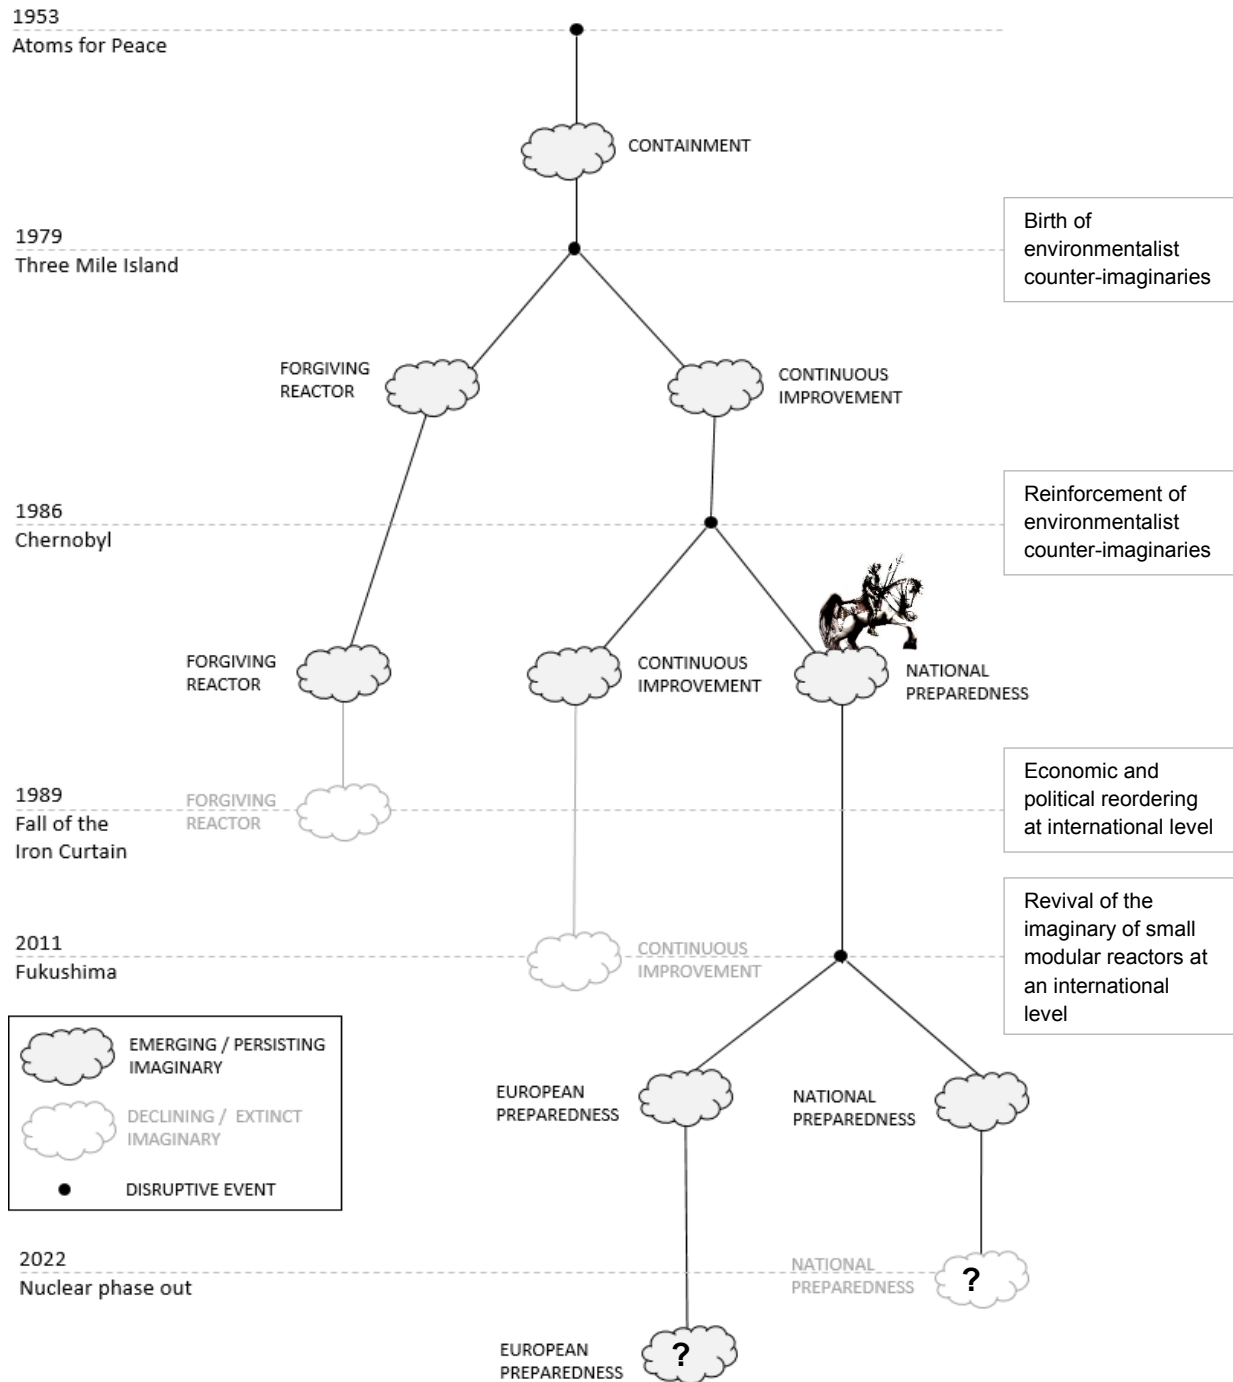 1953
Atoms for Peace
CONTAINMENT
1979
Three Mile Island
Birth of
environmentalist
counter-imaginaries
FORGIVING
REACTOR
CONTINUOUS
IMPROVEMENT
1986
Chernobyl
Reinforcement of
environmentalist
counter-imaginaries
FORGIVING
REACTOR
CONTINUOUS
IMPROVEMENT
NATIONAL
PREPAREDNESS
1989
Fall of the
Iron Curtain
FORGIVING
REACTOR
Economic and
political reordering
at international level
2011
Fukushima
CONTINUOUS
IMPROVEMENT
Revival of the
imaginary of small
modular reactors at
an international
level
EMERGING / PERSISTING
IMAGINARY
DECLINING / EXTINCT
IMAGINARY
DISRUPTIVE EVENT
EUROPEAN
PREPAREDNESS
NATIONAL
PREPAREDNESS
2022
Nuclear phase out
NATIONAL
PREPAREDNESS
?
EUROPEAN
PREPAREDNESS
?